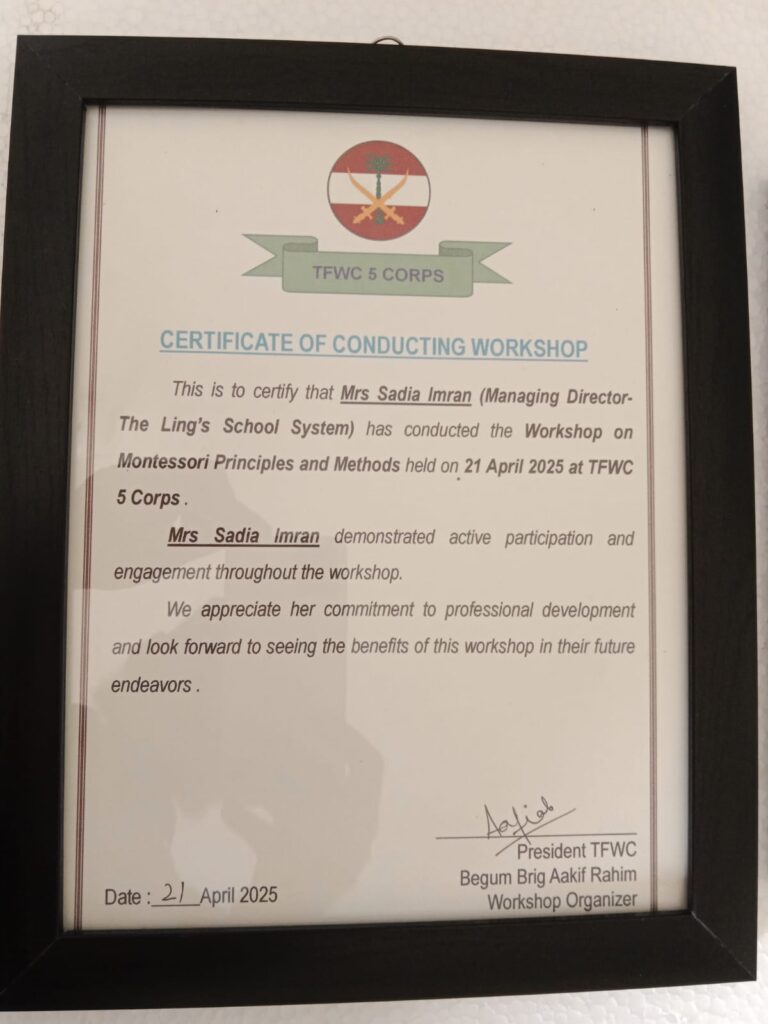 TFWC 5 CORPS
CERTIFICATE OF CONDUCTING WORKSHOP
This is to certify that Mrs Sadia Imran (Managing Director-
The Ling's School System) has conducted the Workshop on
Montessori Principles and Methods held on 21 April 2025 at TFWC
5 Corps .
Mrs Sadia Imran demonstrated active participation and
engagement throughout the workshop.
We appreciate her commitment to professional development
and look forward to seeing the benefits of this workshop in their future
endeavors .
President TFWC
Begum Brig Aakif Rahim
Workshop Organizer
Date : 21 April 2025